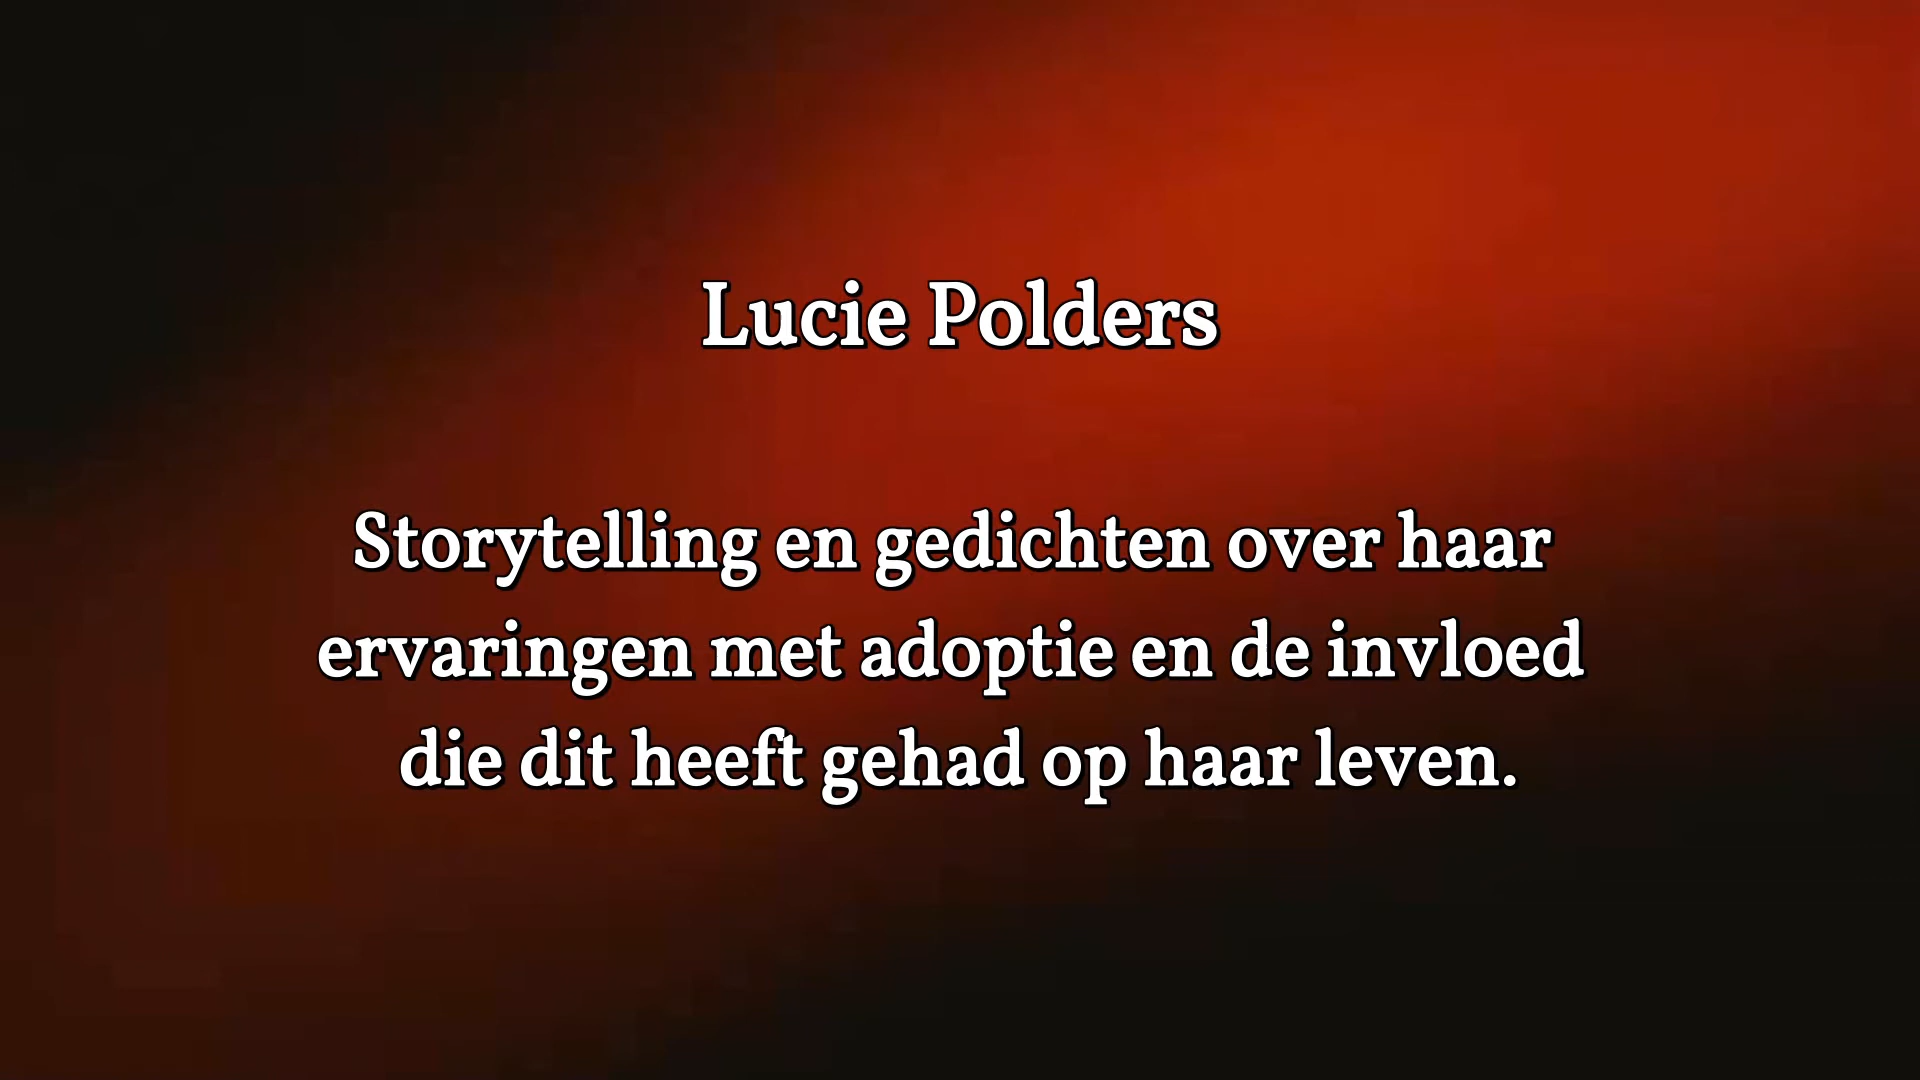 Lucie Polders
Storytelling en gedichten over haar
ervaringen met adoptie en de invloed
die dit heeft gehad op haar leven.